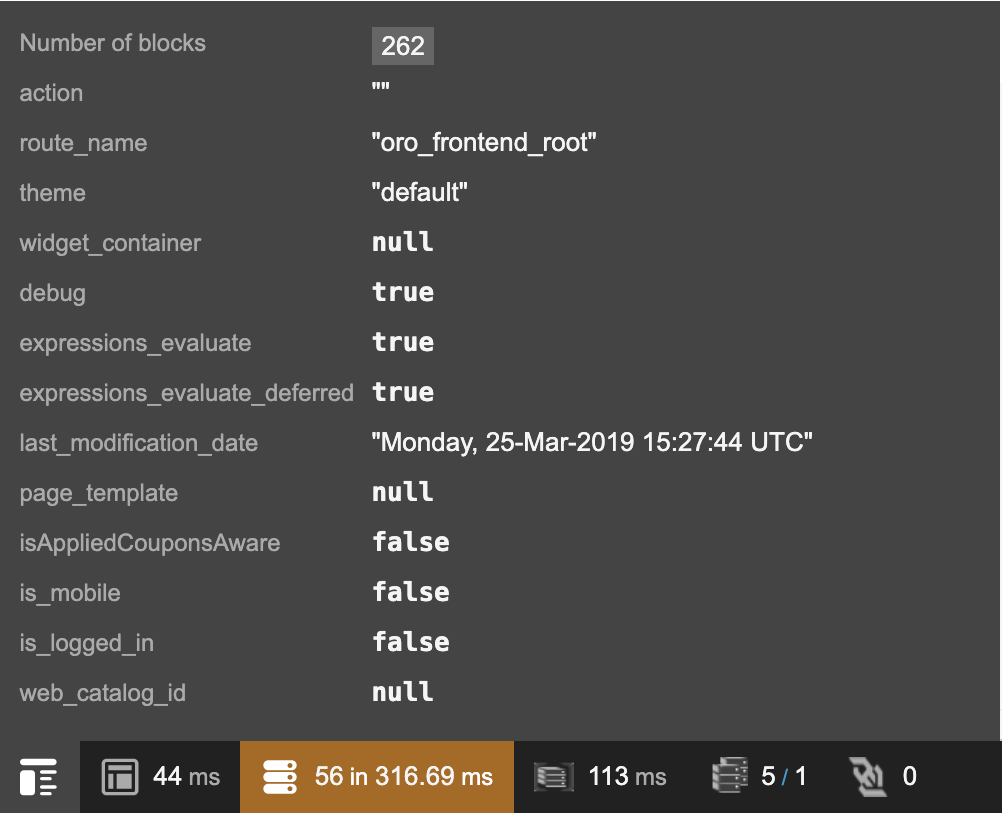 Number of blocks 262
action ""
route_name "oro_frontend_root"
theme "default"
widget_container null
debug true
expressions_evaluate true
expressions_evaluate_deferred true
last_modification_date "Monday, 25-Mar-2019 15:27:44 UTC"
page_template null
isAppliedCouponsAware false
is_mobile false
is_logged_in false
web_catalog_id null
44 ms 56 in 316.69 ms 113 ms 5 / 1 0